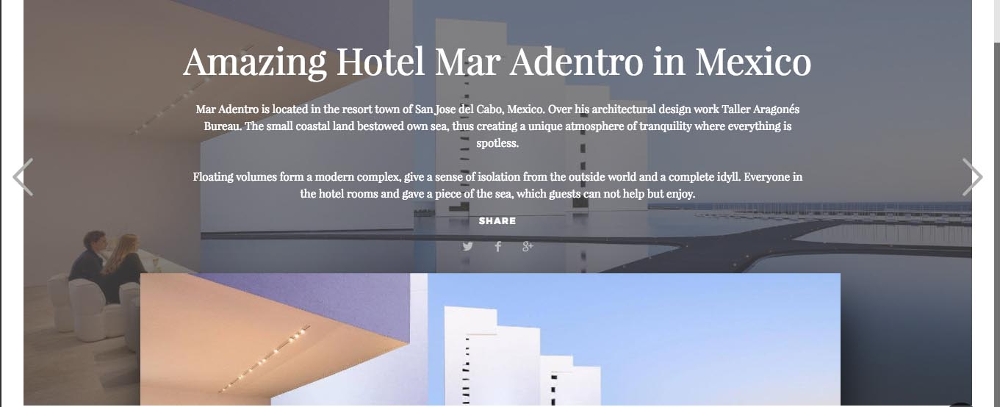 Amazing Hotel Mar Adentro in Mexico
Mar Adentro is located in the resort town of San Jose del Cabo, Mexico. Over his architectural design work Taller Aragonés
Bureau. The small coastal land bestowed own sea, thus creating a unique atmosphere of tranquility where everything is
spotless.
Floating volumes form a modern complex, give a sense of isolation from the outside world and a complete idyll. Everyone in
the hotel rooms and gave a piece of the sea, which guests can not help but enjoy.
SHARE